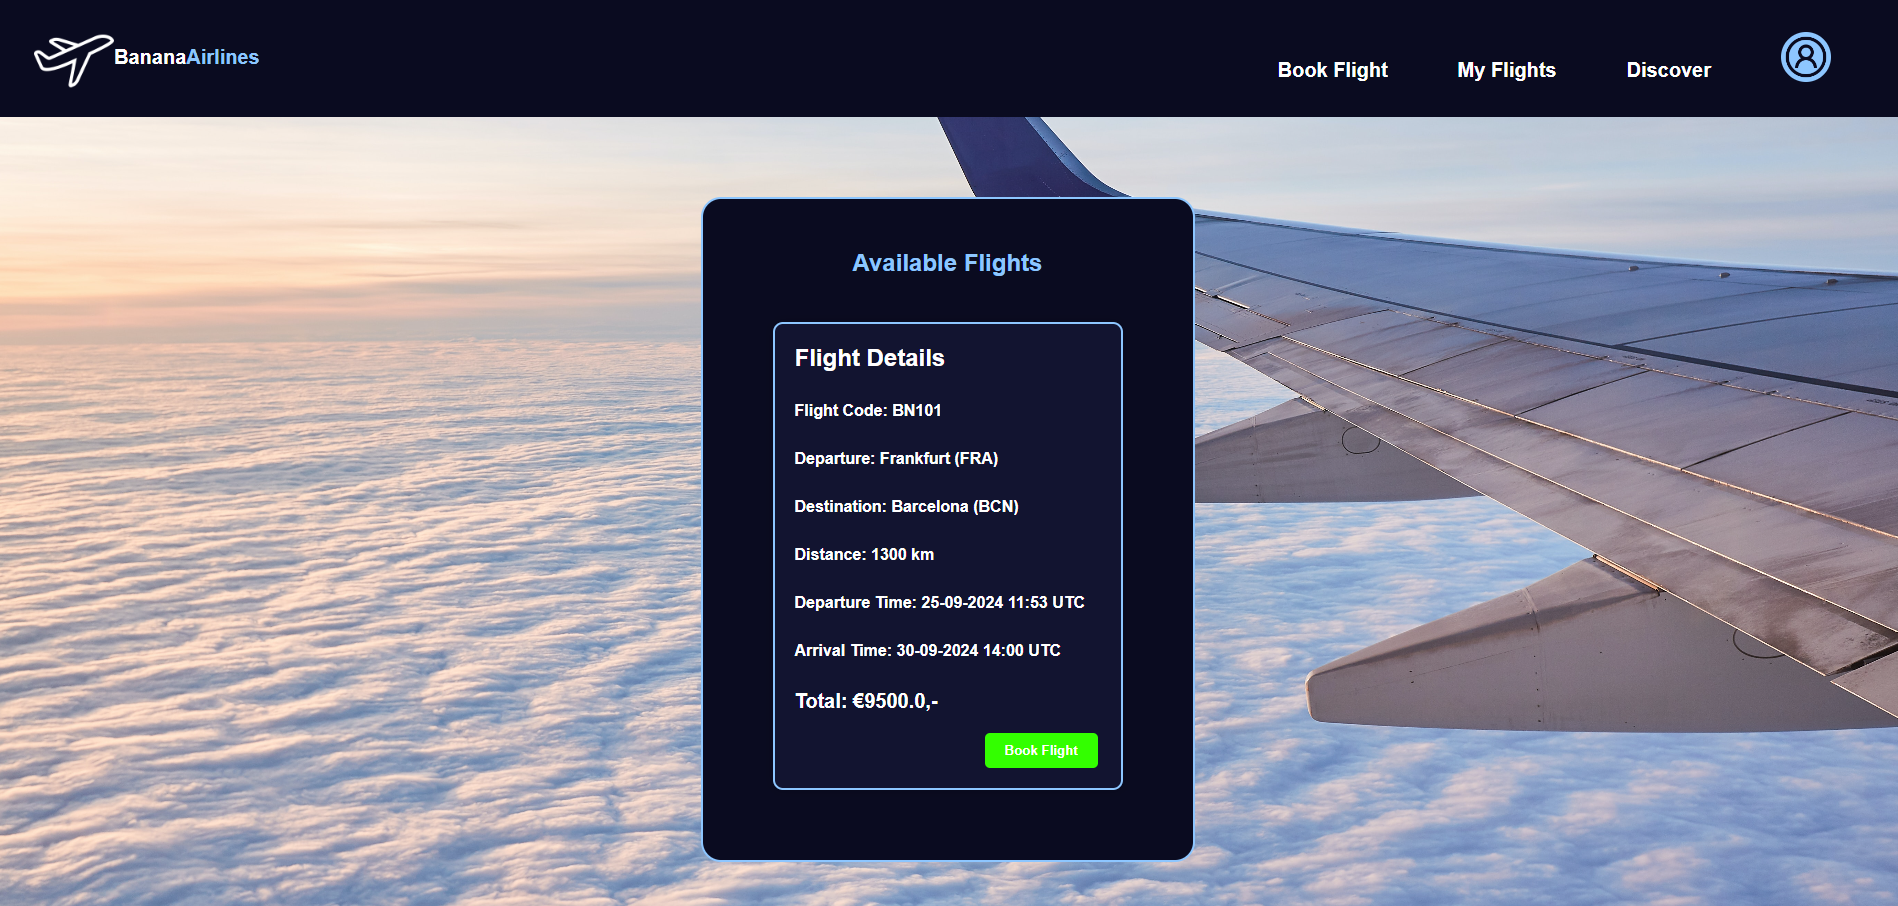 BananaAirlines
Book Flight
My Flights
Discover
Available Flights
Flight Details
Flight Code: BN101
Departure: Frankfurt (FRA)
Destination: Barcelona (BCN)
Distance: 1300 km
Departure Time: 25-09-2024 11:53 UTC
Arrival Time: 30-09-2024 14:00 UTC
Total: €9500.0,-
Book Flight